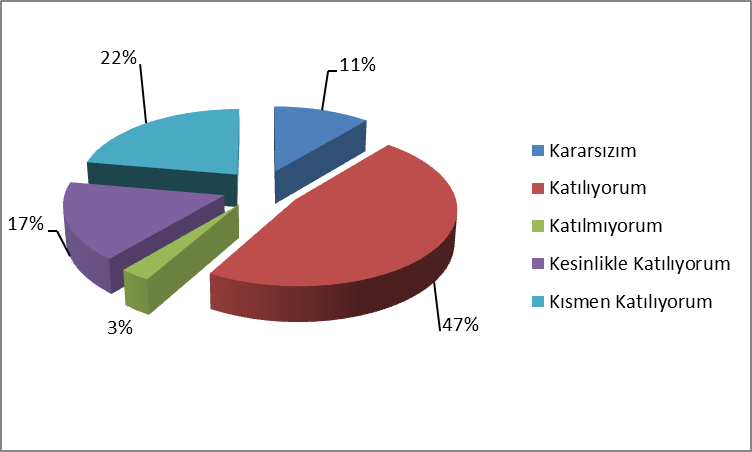 22%
11%
17%
3%
47%
Kararsızım
Katılıyorum
Katılmıyorum
Kesinlikle Katılıyorum
Kısmen Katılıyorum